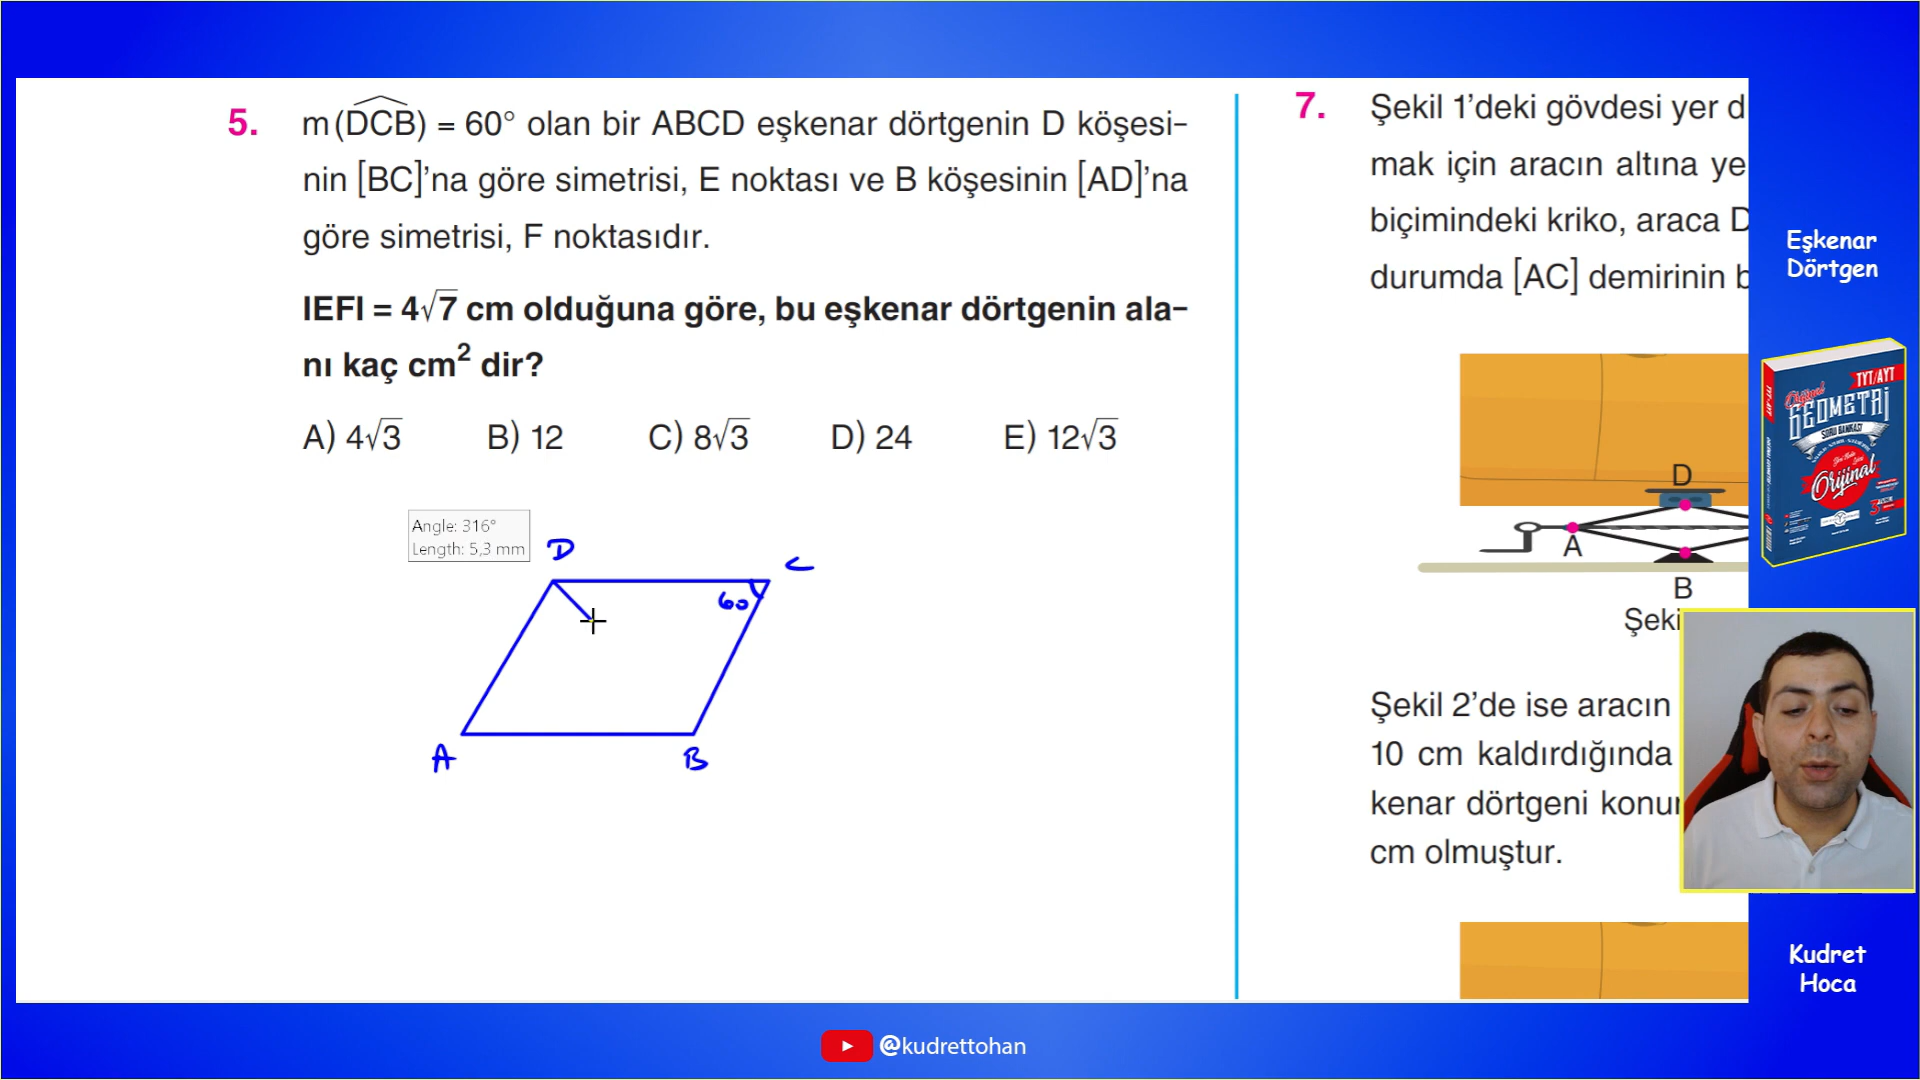 5. m(DCB) = 60° olan bir ABCD eşkenar dörtgenin D köşesi-
nin [BC]'na göre simetrisi, E noktası ve B köşesinin [AD]'na
göre simetrisi, F noktasıdır.
IEFI = 4√7 cm olduğuna göre, bu eşkenar dörtgenin ala-
nı kaç cm² dir?
A) 4√3 B) 12 C) 8√3 D) 24 E) 12√3
Angle: 316°
Length: 5,3 mm
D
C
60
A
B
7. Şekil 1'deki gövdesi yer d
mak için aracın altına ye
biçimindeki kriko, araca D
durumda [AC] demirinin b
D
A
B
Şeki
Şekil 2'de ise aracın
10 cm kaldırdığında
kenar dörtgeni konur
cm olmuştur.
Eşkenar
Dörtgen
TYT/AYT
Orijinal
GEOMETRİ
SORU BANKASI
Orijinal
Kudret
Hoca
@kudrettohan